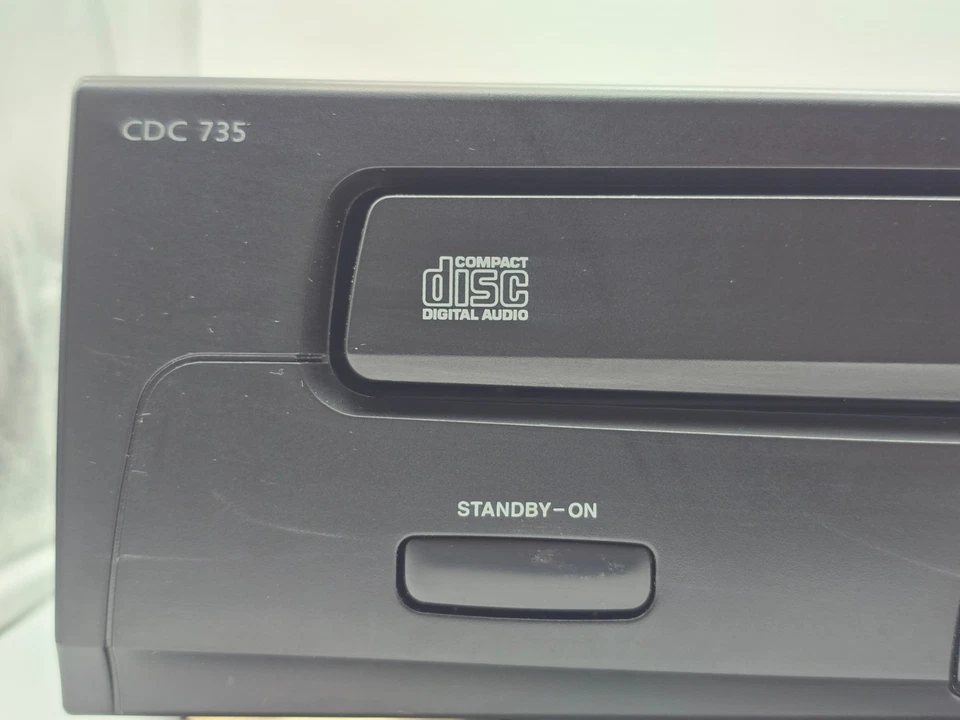 CDC 735
COMPACT
disc
DIGITAL AUDIO
STANDBY-ON